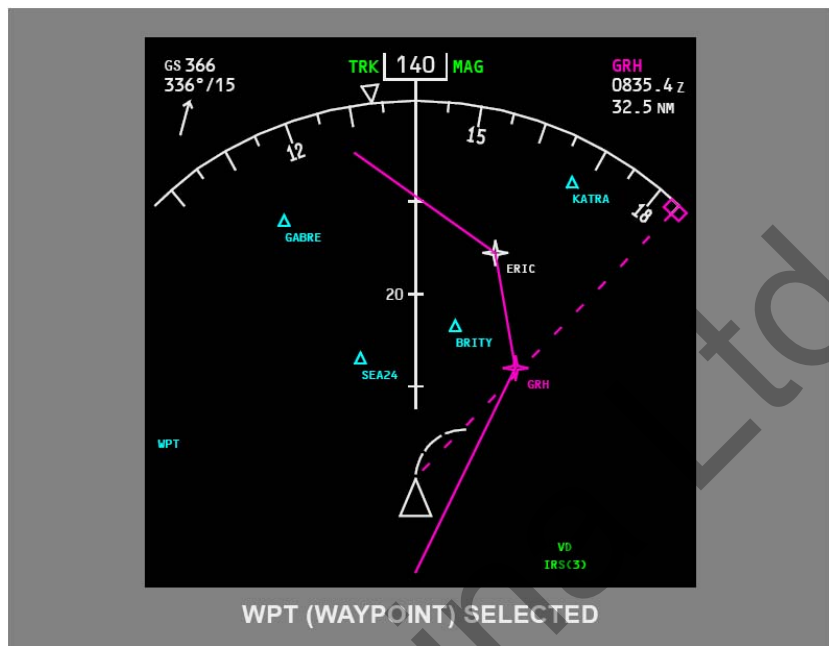 GS 366
TRK 140 MAG
GRH
336°/15
0835.4 Z
32.5 NM
12
15
KATRA
18
GABRE
ERIC
20
BRITY
SEA24
GRH
WPT
VD
IRS(3)
WPT (WAYPOINT) SELECTED
Ltd